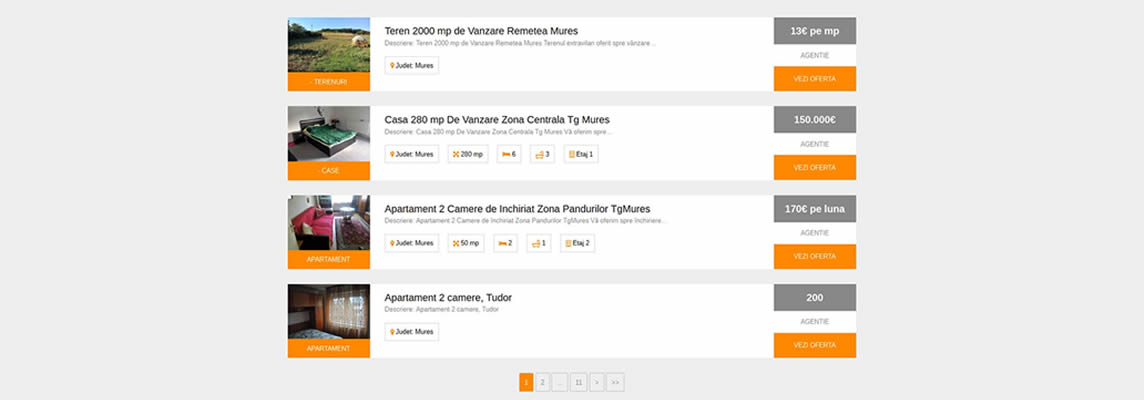 Teren 2000 mp de Vanzare Remetea Mures
Descriere: Teren 2000 mp de Vanzare Remetea Mures Terenul extravilan oferit spre vânzare ...
Judet: Mures
- TERENURI
13€ pe mp
AGENTIE
VEZI OFERTA
Casa 280 mp De Vanzare Zona Centrala Tg Mures
Descriere: Casa 280 mp De Vanzare Zona Centrala Tg Mures Vă oferim spre ...
Judet: Mures 280 mp 6 3 Etaj 1
- CASE
150.000€
AGENTIE
VEZI OFERTA
Apartament 2 Camere de Inchiriat Zona Pandurilor TgMures
Descriere: Apartament 2 Camere de Inchiriat Zona Pandurilor TgMures Vă oferim spre închiriere...
Judet: Mures 50 mp 2 1 Etaj 2
APARTAMENT
170€ pe luna
AGENTIE
VEZI OFERTA
Apartament 2 camere, Tudor
Descriere: Apartament 2 camere, Tudor
Judet: Mures
APARTAMENT
200
AGENTIE
VEZI OFERTA
1 2 ... 11 > >>